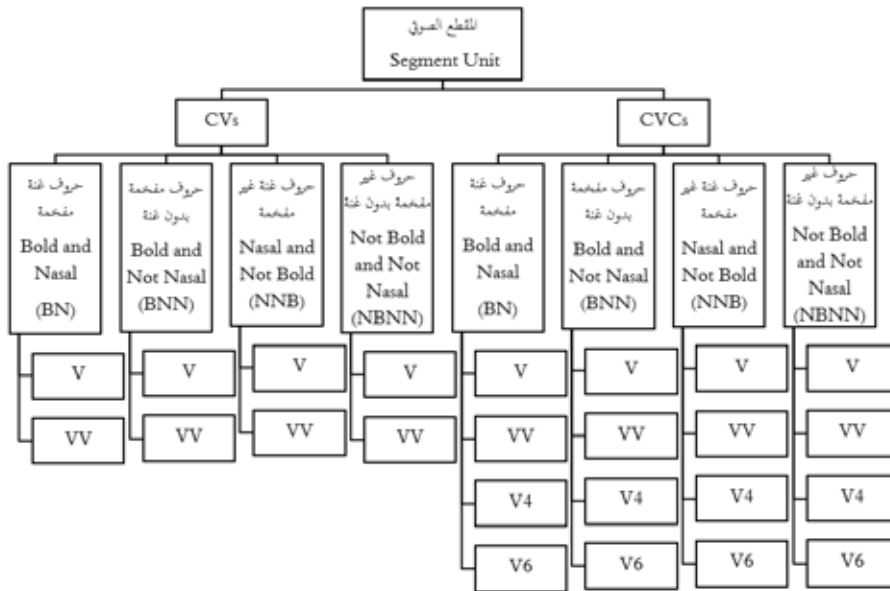 المقطع الصوتي
Segment Unit
CVs
CVCs
حروف غنة
مفخمة
Bold and
Nasal
(BN)
حروف مفخمة
بدون غنة
Bold and
Not Nasal
(BNN)
حروف غنة غير
مفخمة
Nasal and
Not Bold
(NNB)
حروف غير
مفخمة بدون غنة
Not Bold
and Not
Nasal
(NBNN)
حروف غنة
مفخمة
Bold and
Nasal
(BN)
حروف مفخمة
بدون غنة
Bold and
Not Nasal
(BNN)
حروف غنة غير
مفخمة
Nasal and
Not Bold
(NNB)
حروف غير
مفخمة بدون غنة
Not Bold
and Not
Nasal
(NBNN)
V
V
V
V
V
V
V
V
VV
VV
VV
VV
VV
VV
VV
VV
V4
V4
V4
V4
V6
V6
V6
V6